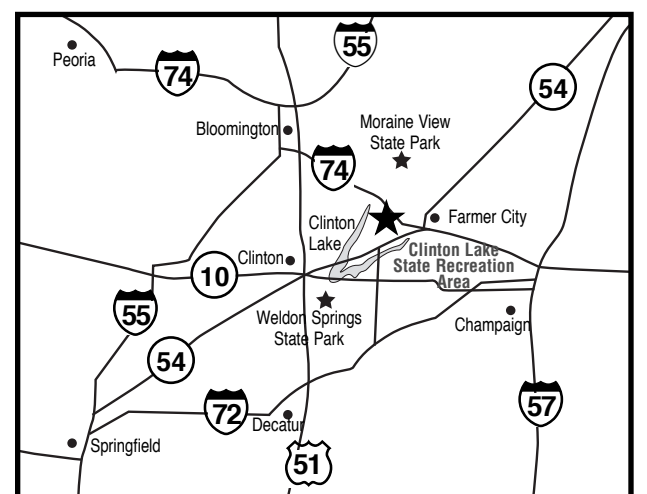 55
Peoria
74
54
Moraine View
State Park
Bloomington
74
Clinton
Lake
Farmer City
Clinton Lake
State Recreation
Area
Clinton
10
55
Weldon Springs
State Park
Champaign
54
72
57
Decatur
Springfield
51